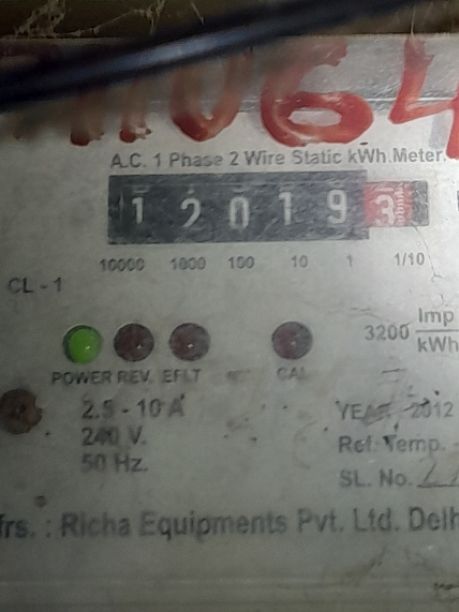 11064
A.C. 1 Phase 2 Wire Static kWh Meter.
1 2 0 1 9 3
10000 1000 100 10 1 1/10
CL - 1
3200 Imp/kWh
POWER REV. EFLT CAL
2.5 - 10 A
240 V.
50 Hz.
YEAR 2012
Ref. Temp. -
SL. No.
frs. : Richa Equipments Pvt. Ltd. Delh